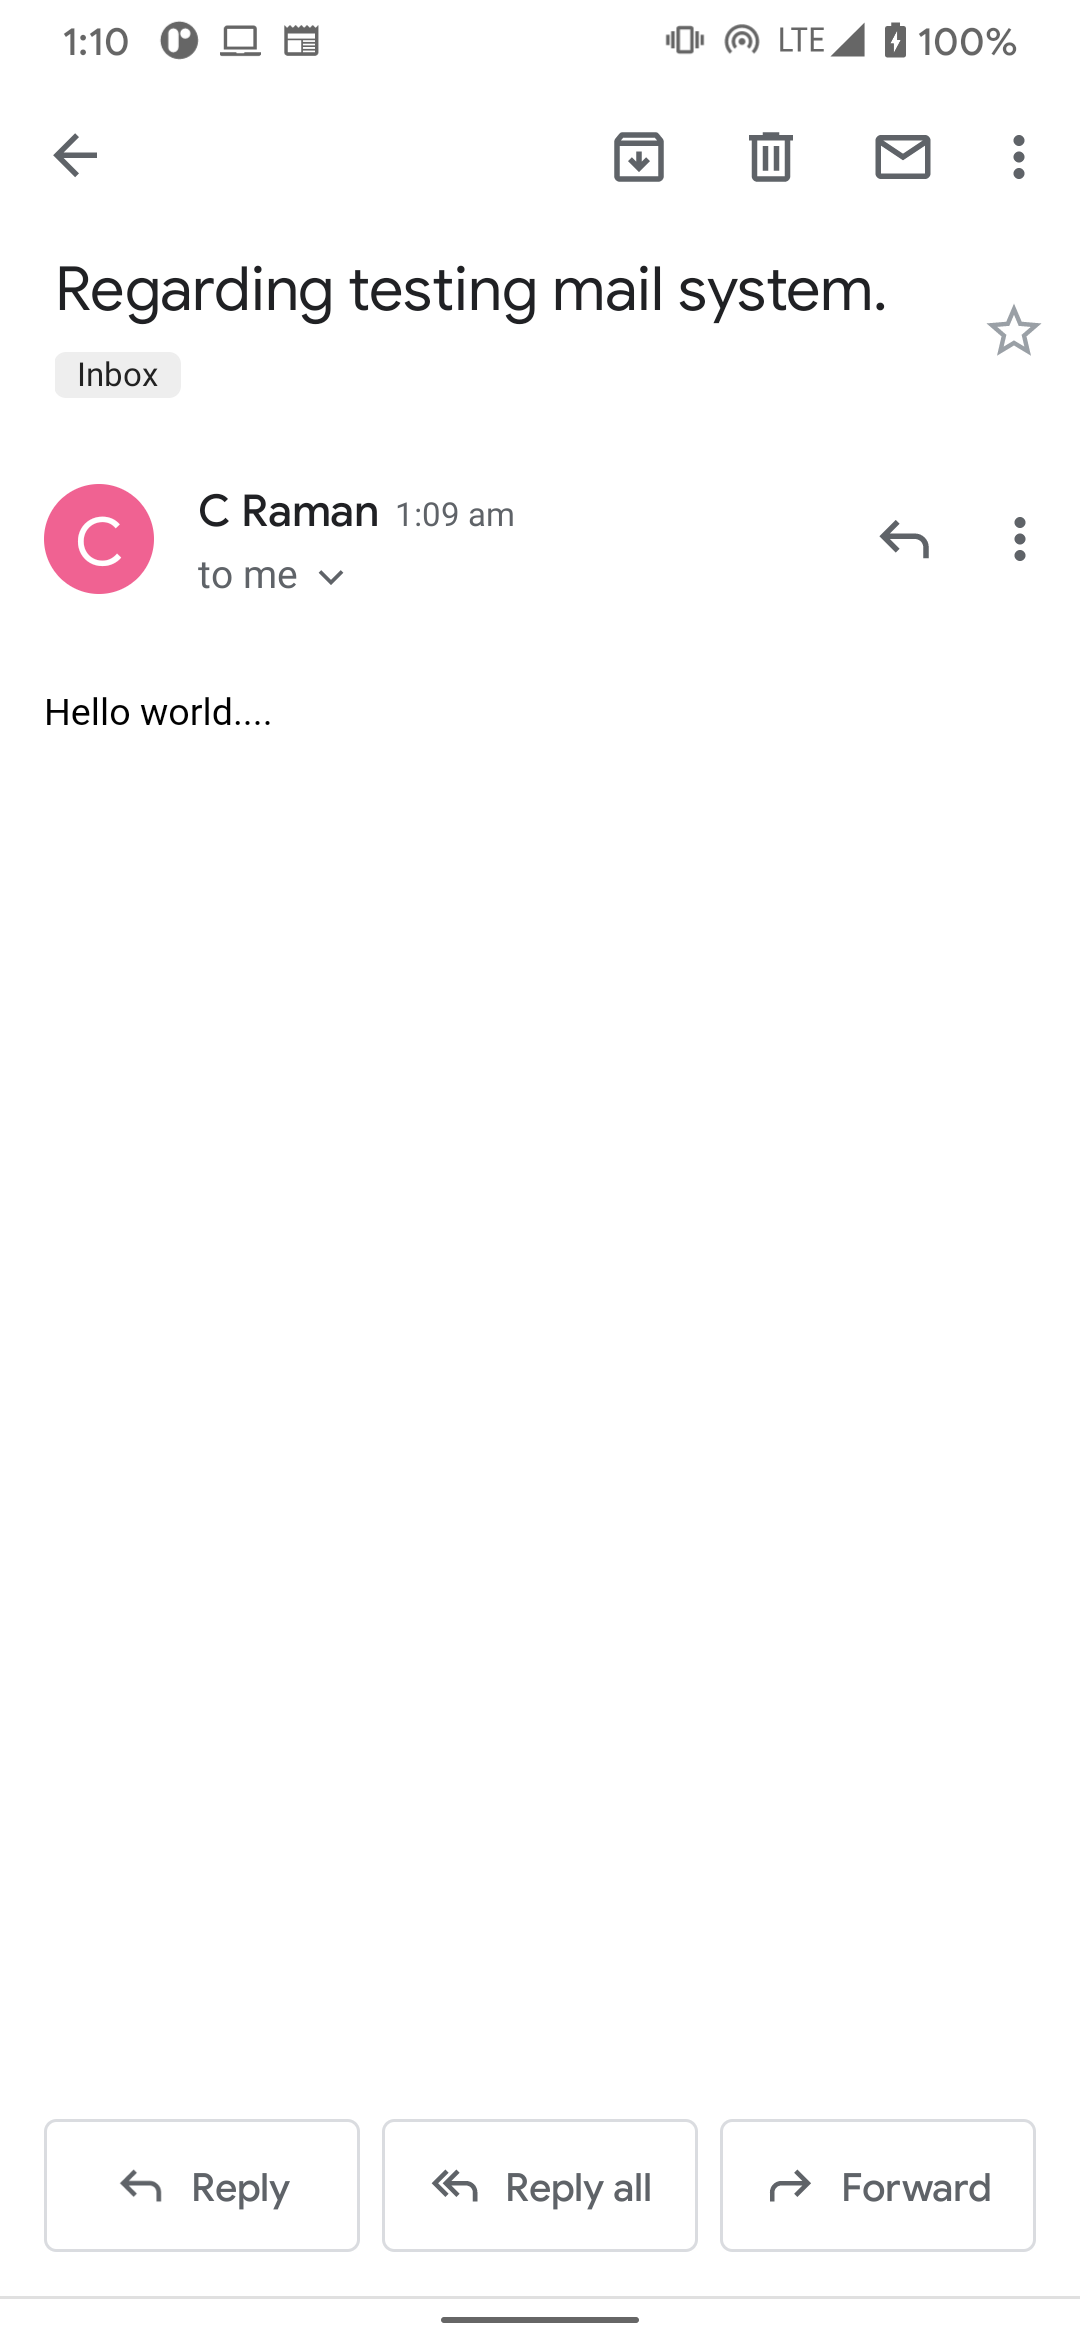 1:10 LTE 100%
Regarding testing mail system.
Inbox
C
C Raman 1:09 am
to me
Hello world....
Reply Reply all Forward